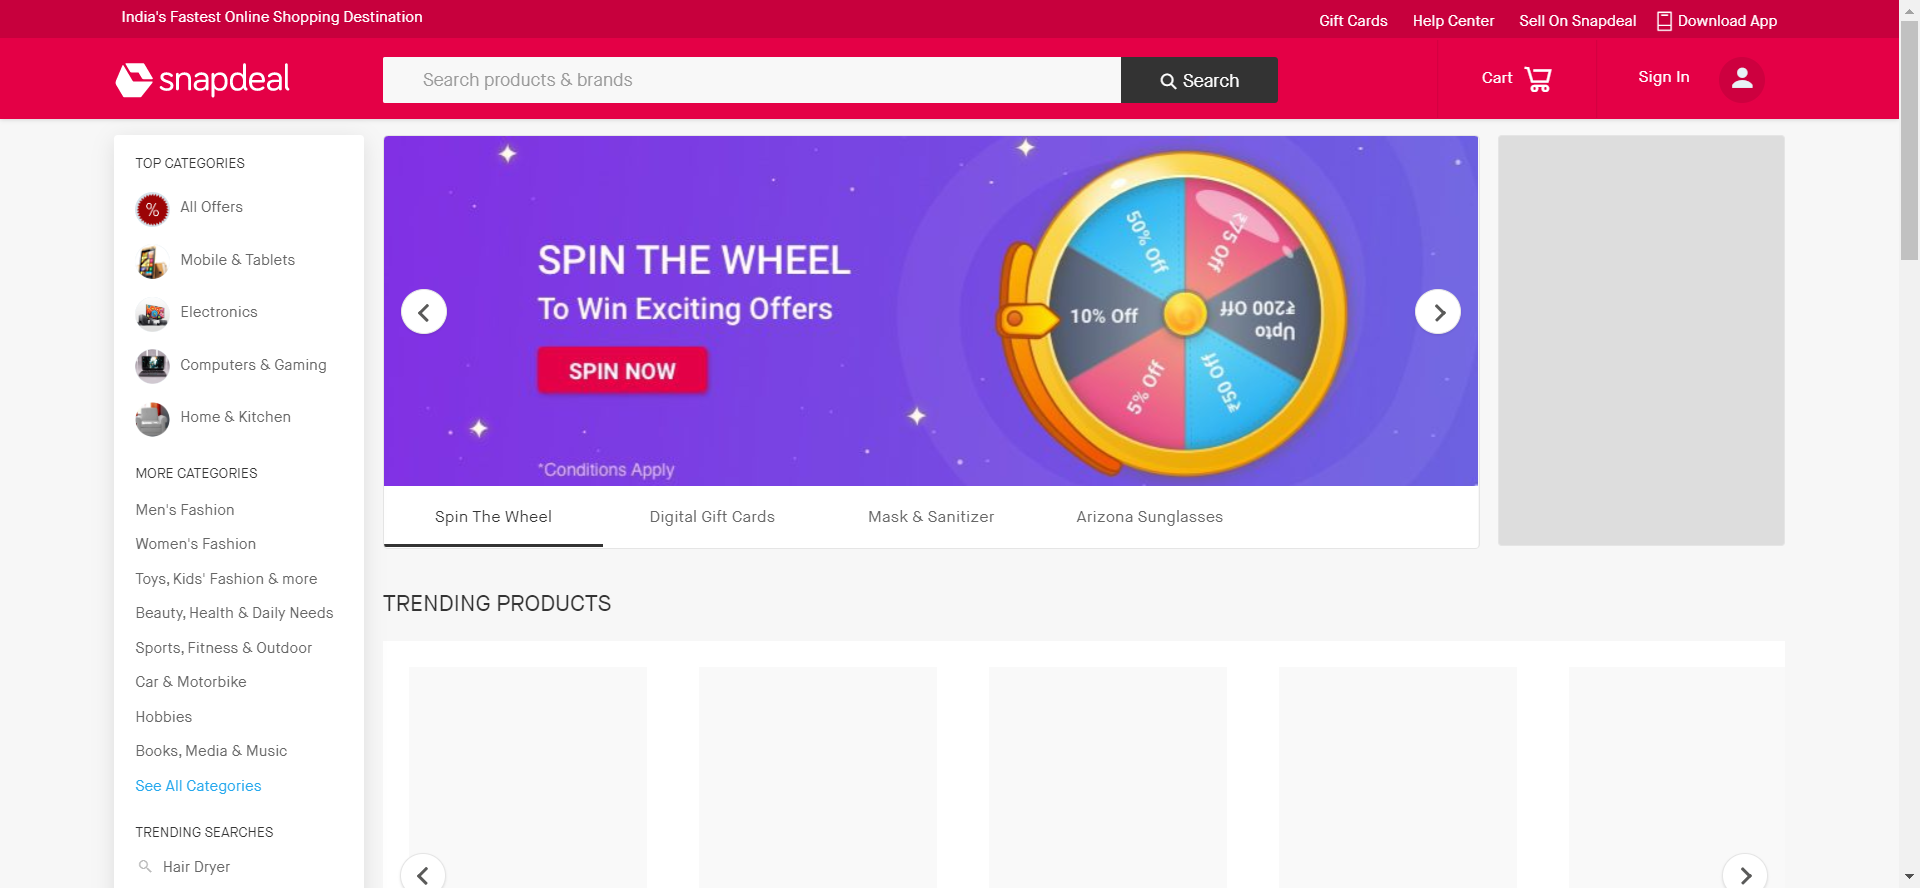 India's Fastest Online Shopping Destination
Gift Cards
Help Center
Sell On Snapdeal
Download App
snapdeal
Search products & brands
Search
Cart
Sign In
TOP CATEGORIES
%
All Offers
Mobile & Tablets
Electronics
Computers & Gaming
Home & Kitchen
MORE CATEGORIES
Men's Fashion
Women's Fashion
Toys, Kids' Fashion & more
Beauty, Health & Daily Needs
Sports, Fitness & Outdoor
Car & Motorbike
Hobbies
Books, Media & Music
See All Categories
TRENDING SEARCHES
Hair Dryer
SPIN THE WHEEL
To Win Exciting Offers
SPIN NOW
*Conditions Apply
50% Off
₹75 Off
Upto
₹200 Off
₹50 Off
5% Off
10% Off
Spin The Wheel
Digital Gift Cards
Mask & Sanitizer
Arizona Sunglasses
TRENDING PRODUCTS